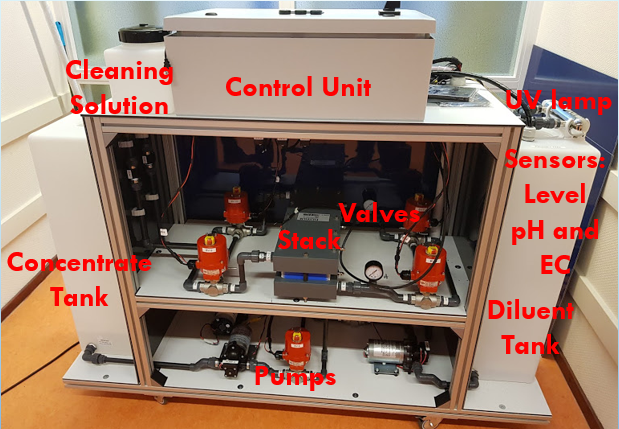 Cleaning
Solution
Control Unit
UV lamp
Sensors:
Level
pH and
EC
Valves
Stack
Concentrate
Tank
Diluent
Tank
Pumps